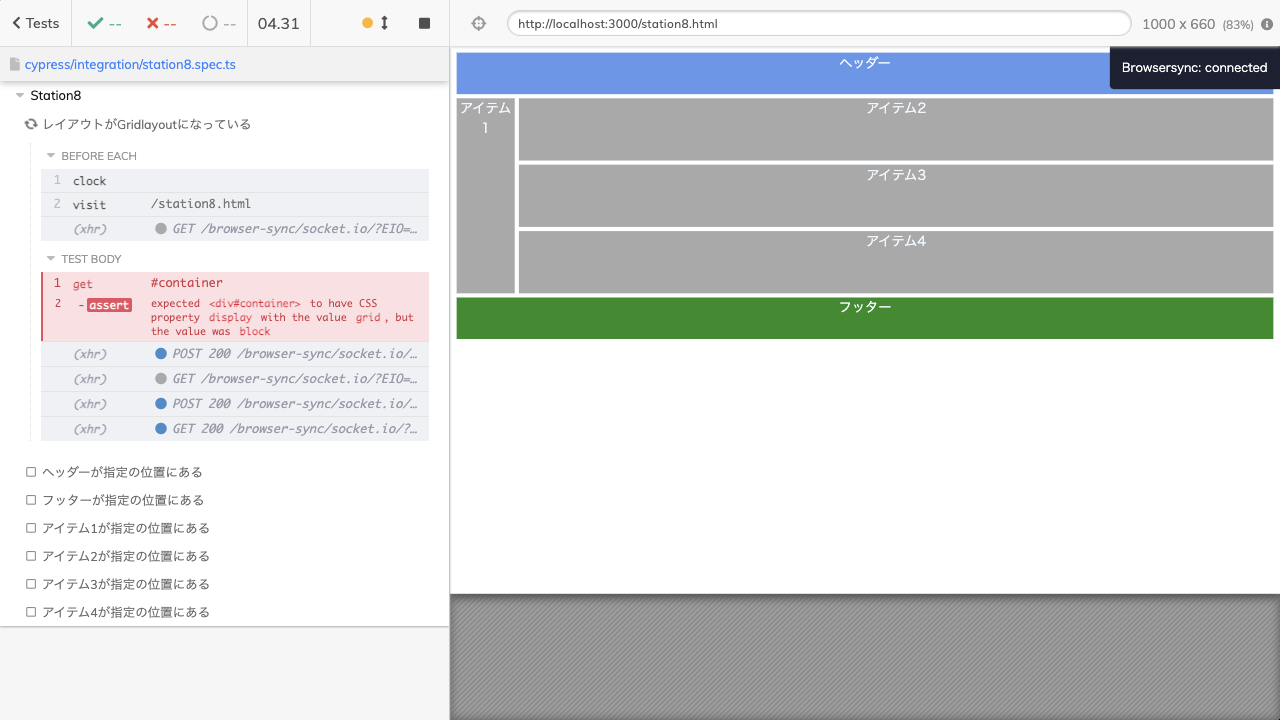 Tests -- -- -- 04.31
cypress/integration/station8.spec.ts
Station8
レイアウトがGridlayoutになっている
BEFORE EACH
1 clock
2 visit /station8.html
(xhr) GET /browser-sync/socket.io/?EIO=…
TEST BODY
1 get #container
2 -assert expected <div#container> to have CSS
property display with the value grid, but
the value was block
(xhr) POST 200 /browser-sync/socket.io/…
(xhr) GET /browser-sync/socket.io/?EIO=…
(xhr) POST 200 /browser-sync/socket.io/…
(xhr) GET 200 /browser-sync/socket.io/?…
ヘッダーが指定の位置にある
フッターが指定の位置にある
アイテム1が指定の位置にある
アイテム2が指定の位置にある
アイテム3が指定の位置にある
アイテム4が指定の位置にある
http://localhost:3000/station8.html
1000 x 660 (83%)
ヘッダー
Browsersync: connected
アイテム
1
アイテム2
アイテム3
アイテム4
フッター